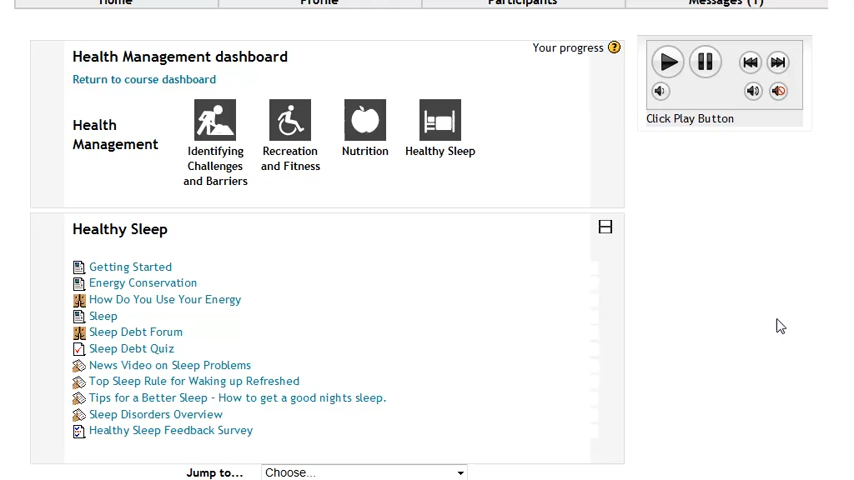 Home Profile Participants Messages (1)
Health Management dashboard
Your progress
Return to course dashboard
Health Management
Identifying Challenges and Barriers
Recreation and Fitness
Nutrition
Healthy Sleep
Click Play Button
Healthy Sleep
Getting Started
Energy Conservation
How Do You Use Your Energy
Sleep
Sleep Debt Forum
Sleep Debt Quiz
News Video on Sleep Problems
Top Sleep Rule for Waking up Refreshed
Tips for a Better Sleep - How to get a good nights sleep.
Sleep Disorders Overview
Healthy Sleep Feedback Survey
Jump to... Choose...